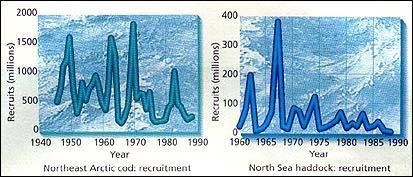 2000
1500
1000
500
0
Recruits (millions)
1940 1950 1960 1970 1980 1990
Year
Northeast Arctic cod: recruitment
400
300
200
100
0
Recruits (millions)
1960 1965 1970 1975 1980 1985 1990
Year
North Sea haddock: recruitment